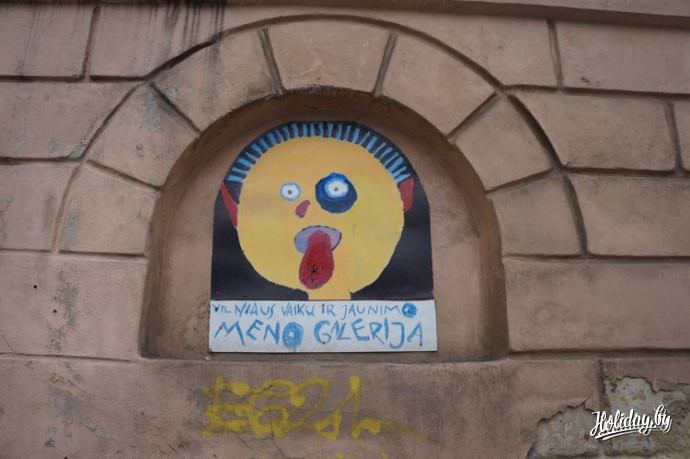 VILNIAUS VAIKŲ IR JAUNIMO
MENO GALERIJA
Holiday.by